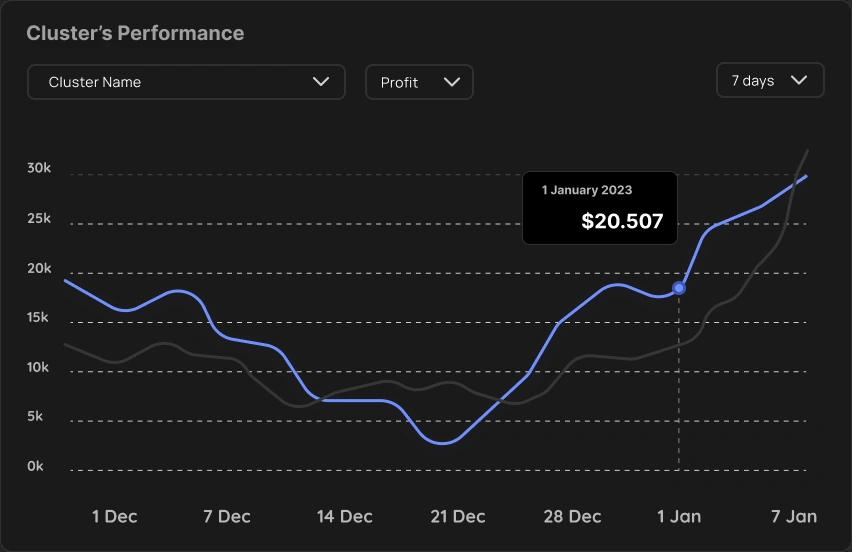 Cluster’s Performance
Cluster Name
Profit
7 days
30k
1 January 2023
$20.507
25k
20k
15k
10k
5k
0k
1 Dec
7 Dec
14 Dec
21 Dec
28 Dec
1 Jan
7 Jan